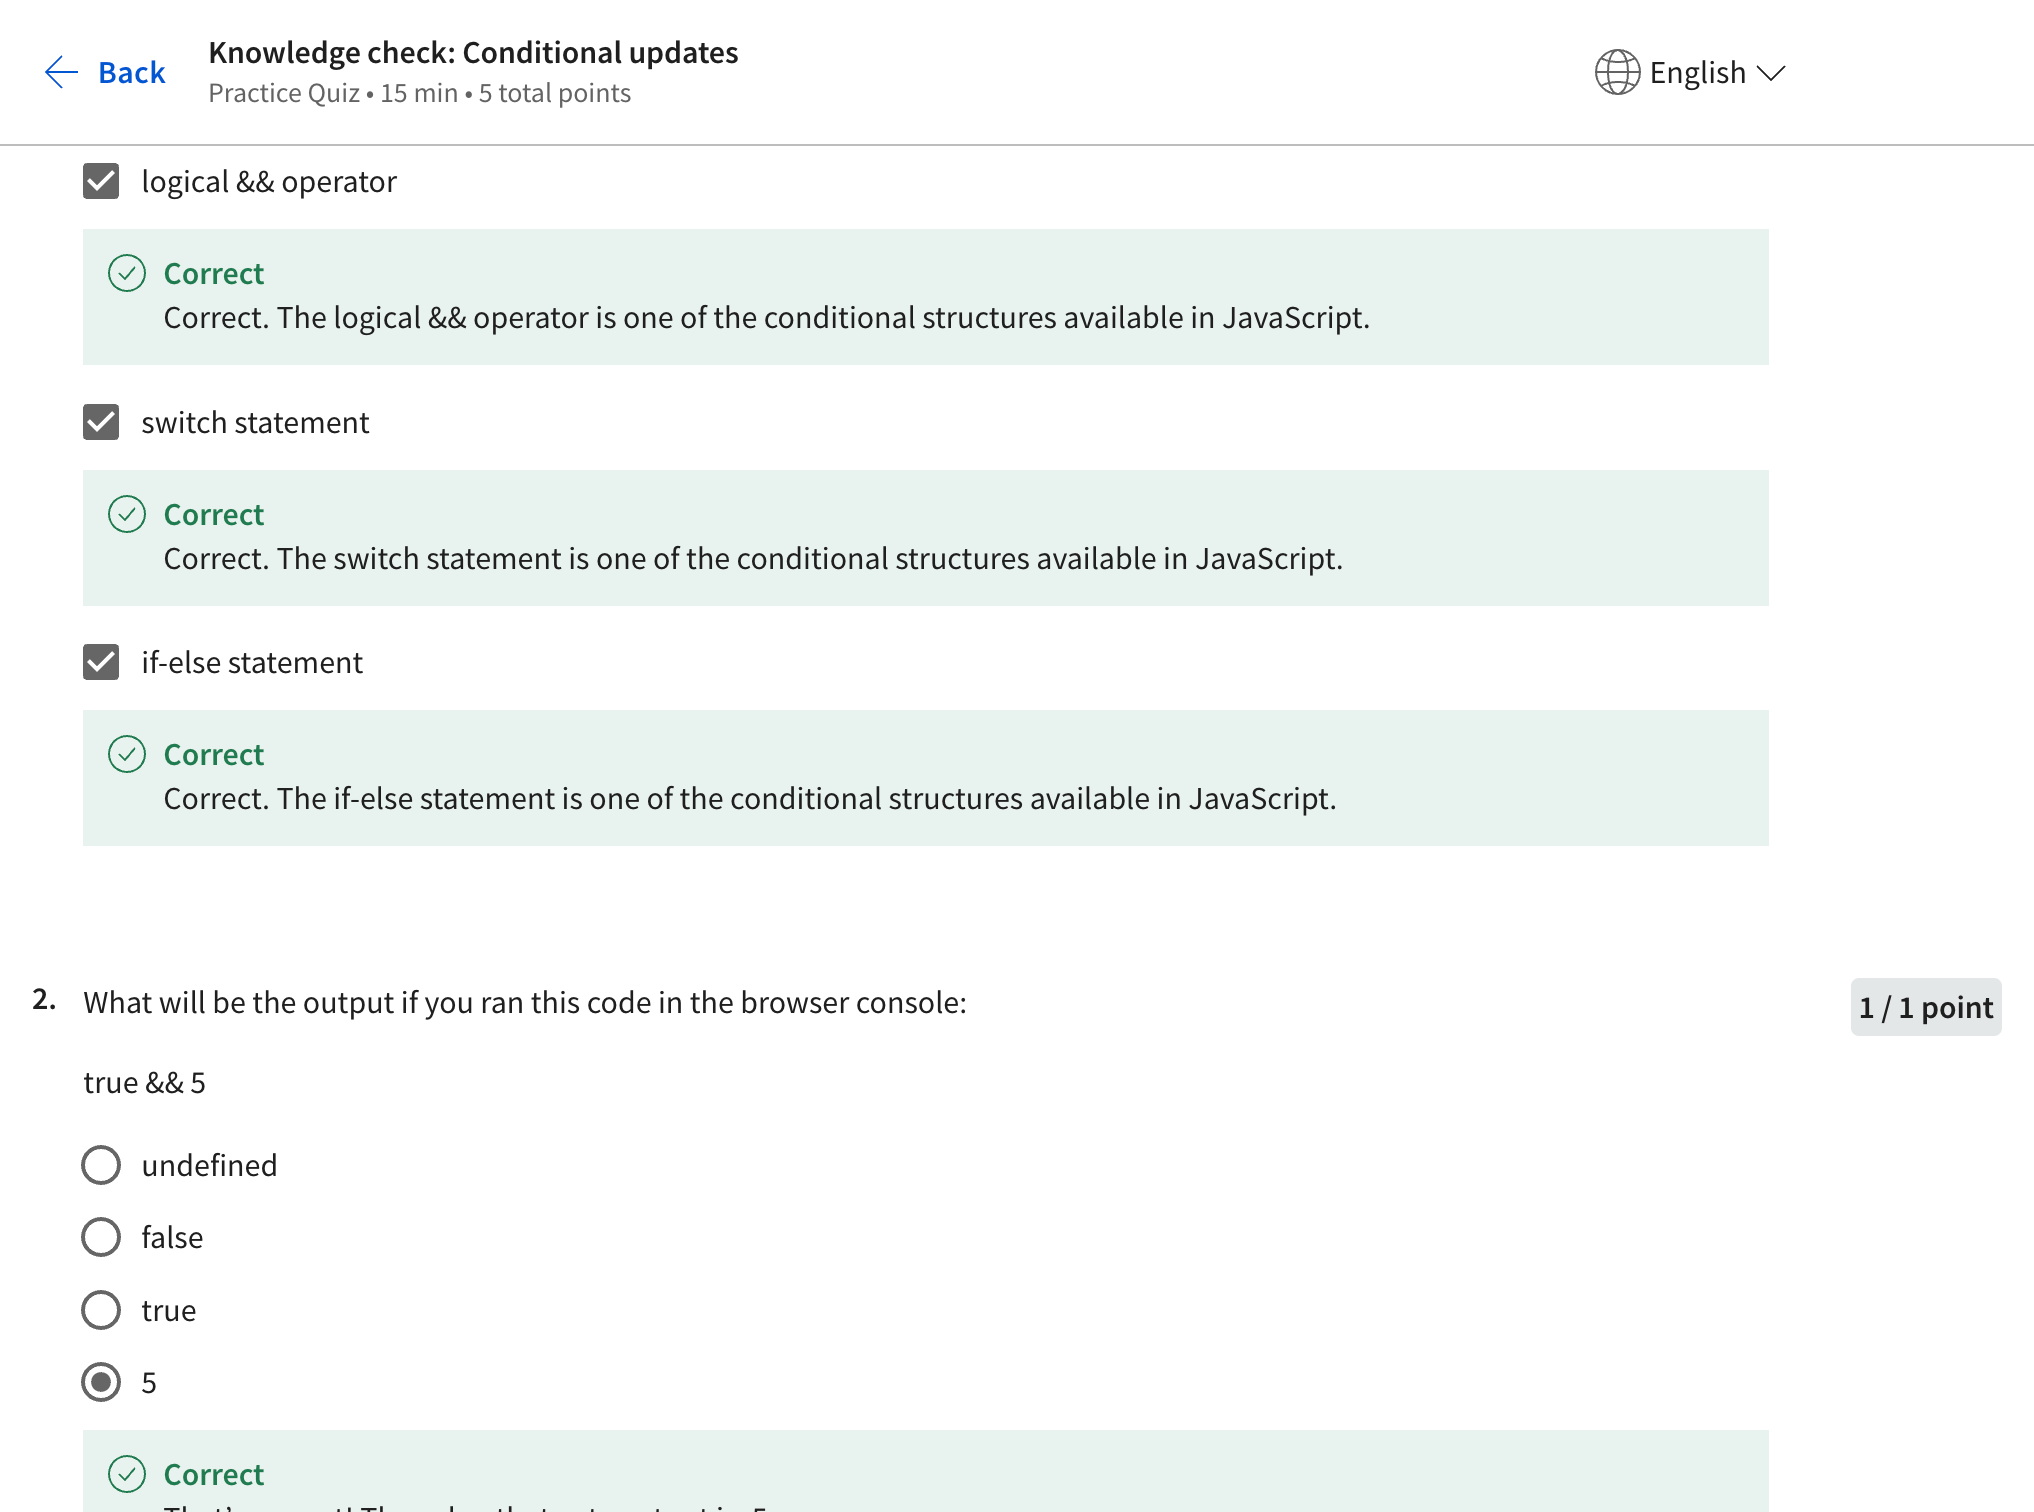 Back
Knowledge check: Conditional updates
Practice Quiz • 15 min • 5 total points
English
logical && operator
Correct
Correct. The logical && operator is one of the conditional structures available in JavaScript.
switch statement
Correct
Correct. The switch statement is one of the conditional structures available in JavaScript.
if-else statement
Correct
Correct. The if-else statement is one of the conditional structures available in JavaScript.
2. What will be the output if you ran this code in the browser console:
1 / 1 point
true && 5
undefined
false
true
5
Correct